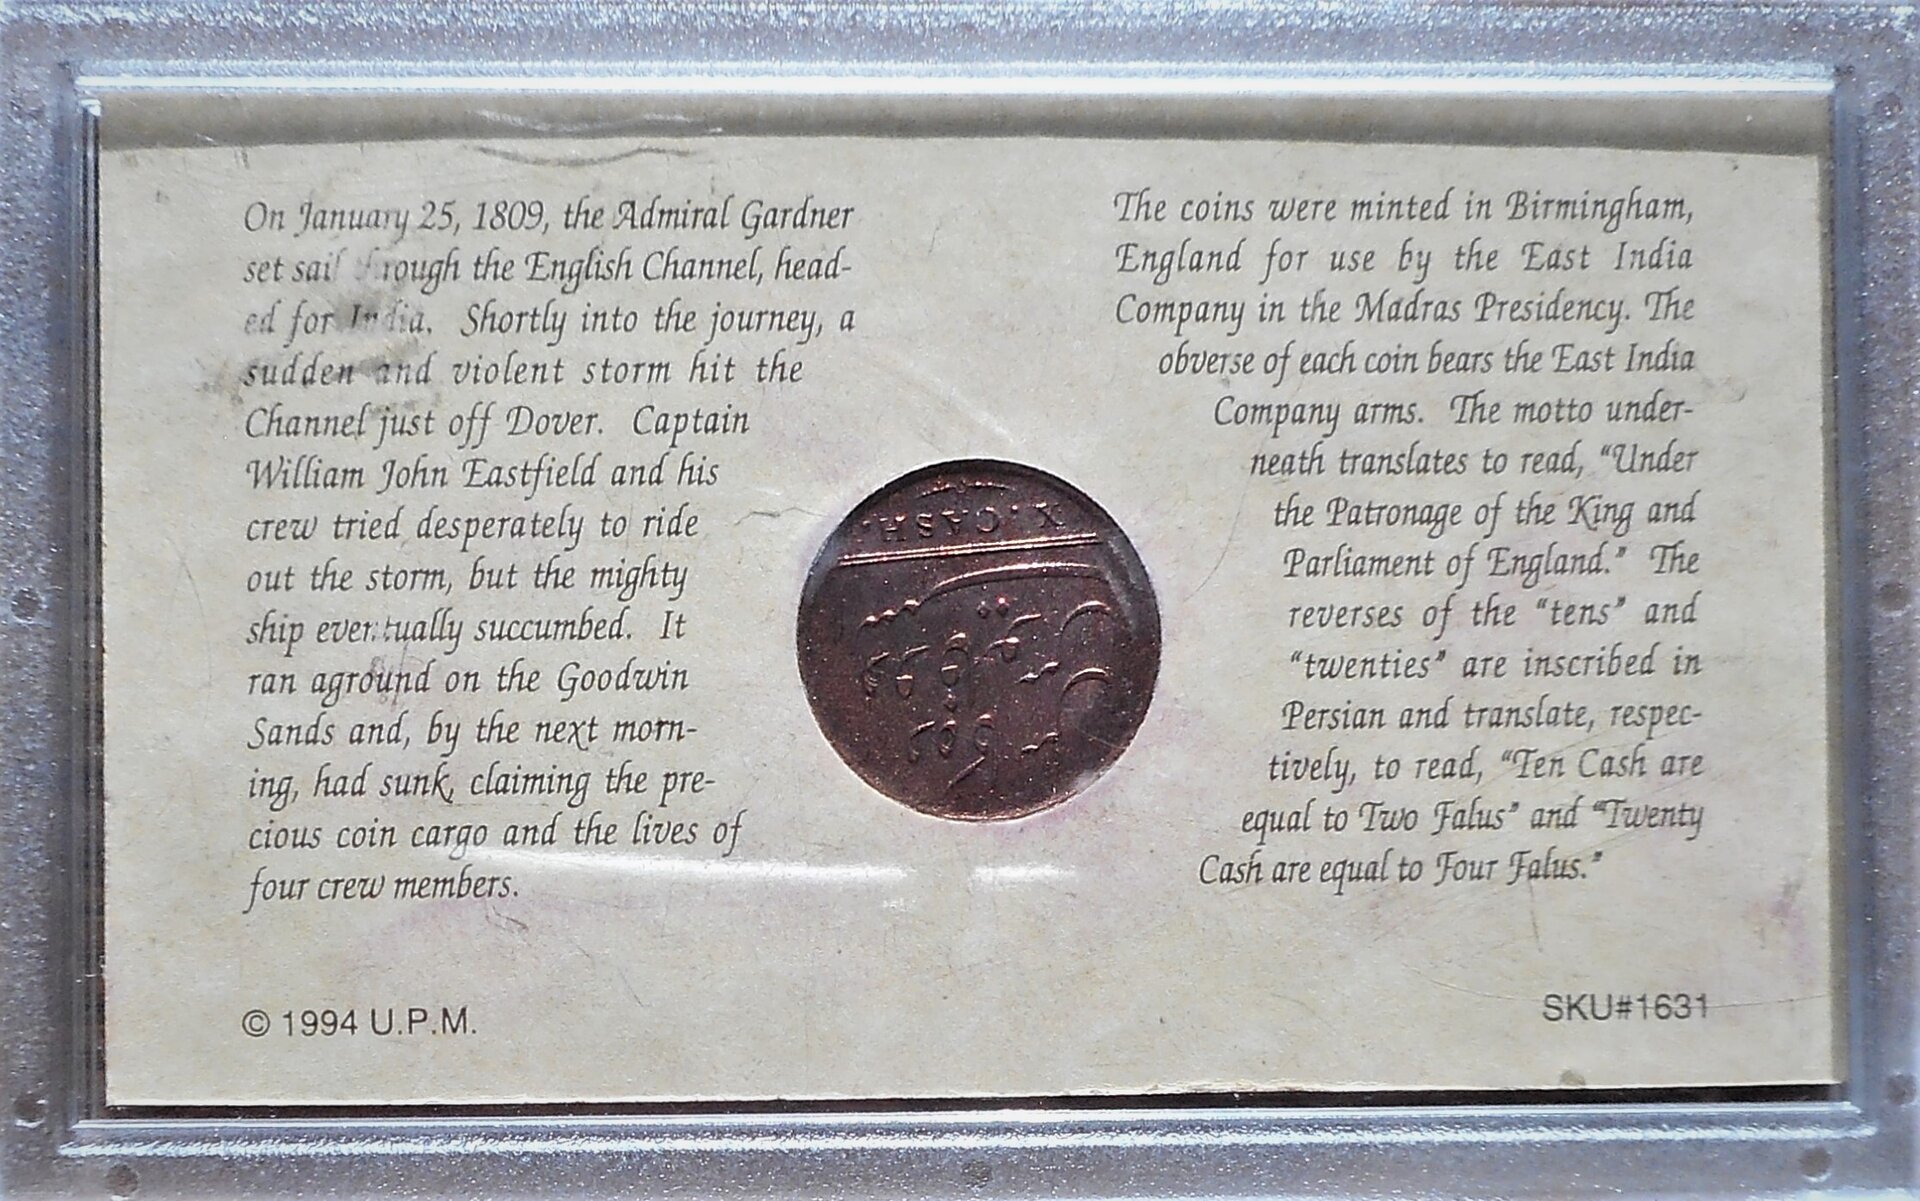 On January 25, 1809, the Admiral Gardner
set sail through the English Channel, head-
ed for India. Shortly into the journey, a
sudden and violent storm hit the
Channel just off Dover. Captain
William John Eastfield and his
crew tried desperately to ride
out the storm, but the mighty
ship eventually succumbed. It
ran aground on the Goodwin
Sands and, by the next morn-
ing, had sunk, claiming the pre-
cious coin cargo and the lives of
four crew members.
© 1994 U.P.M.
X.CASH.
The coins were minted in Birmingham,
England for use by the East India
Company in the Madras Presidency. The
obverse of each coin bears the East India
Company arms. The motto under-
neath translates to read, “Under
the Patronage of the King and
Parliament of England.” The
reverses of the “tens” and
“twenties” are inscribed in
Persian and translate, respec-
tively, to read, “Ten Cash are
equal to Two Falus” and “Twenty
Cash are equal to Four Falus.”
SKU#1631